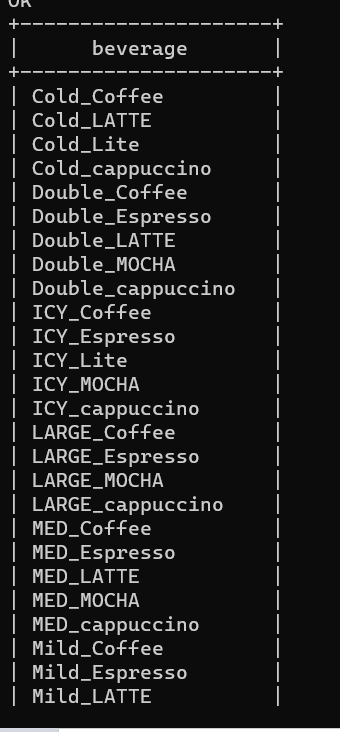 OK
+---------------------+
|      beverage       |
+---------------------+
| Cold_Coffee         |
| Cold_LATTE          |
| Cold_Lite           |
| Cold_cappuccino     |
| Double_Coffee       |
| Double_Espresso     |
| Double_LATTE        |
| Double_MOCHA        |
| Double_cappuccino   |
| ICY_Coffee          |
| ICY_Espresso        |
| ICY_Lite            |
| ICY_MOCHA           |
| ICY_cappuccino      |
| LARGE_Coffee        |
| LARGE_Espresso      |
| LARGE_MOCHA         |
| LARGE_cappuccino    |
| MED_Coffee          |
| MED_Espresso        |
| MED_LATTE           |
| MED_MOCHA           |
| MED_cappuccino      |
| Mild_Coffee         |
| Mild_Espresso       |
| Mild_LATTE          |